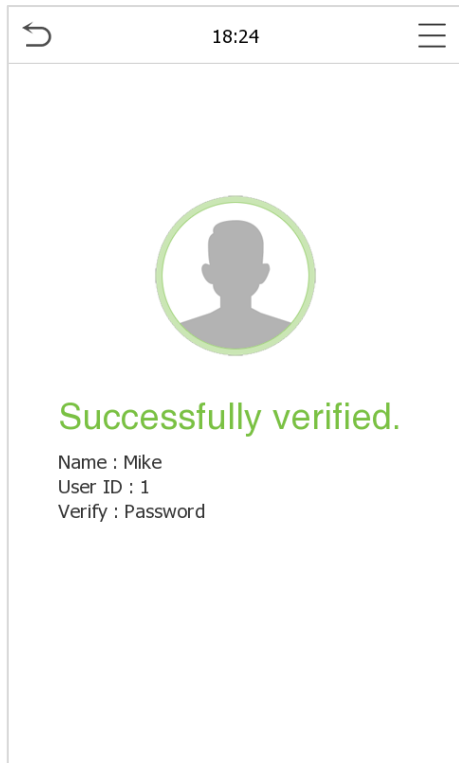 18:24
Successfully verified.
Name : Mike
User ID : 1
Verify : Password